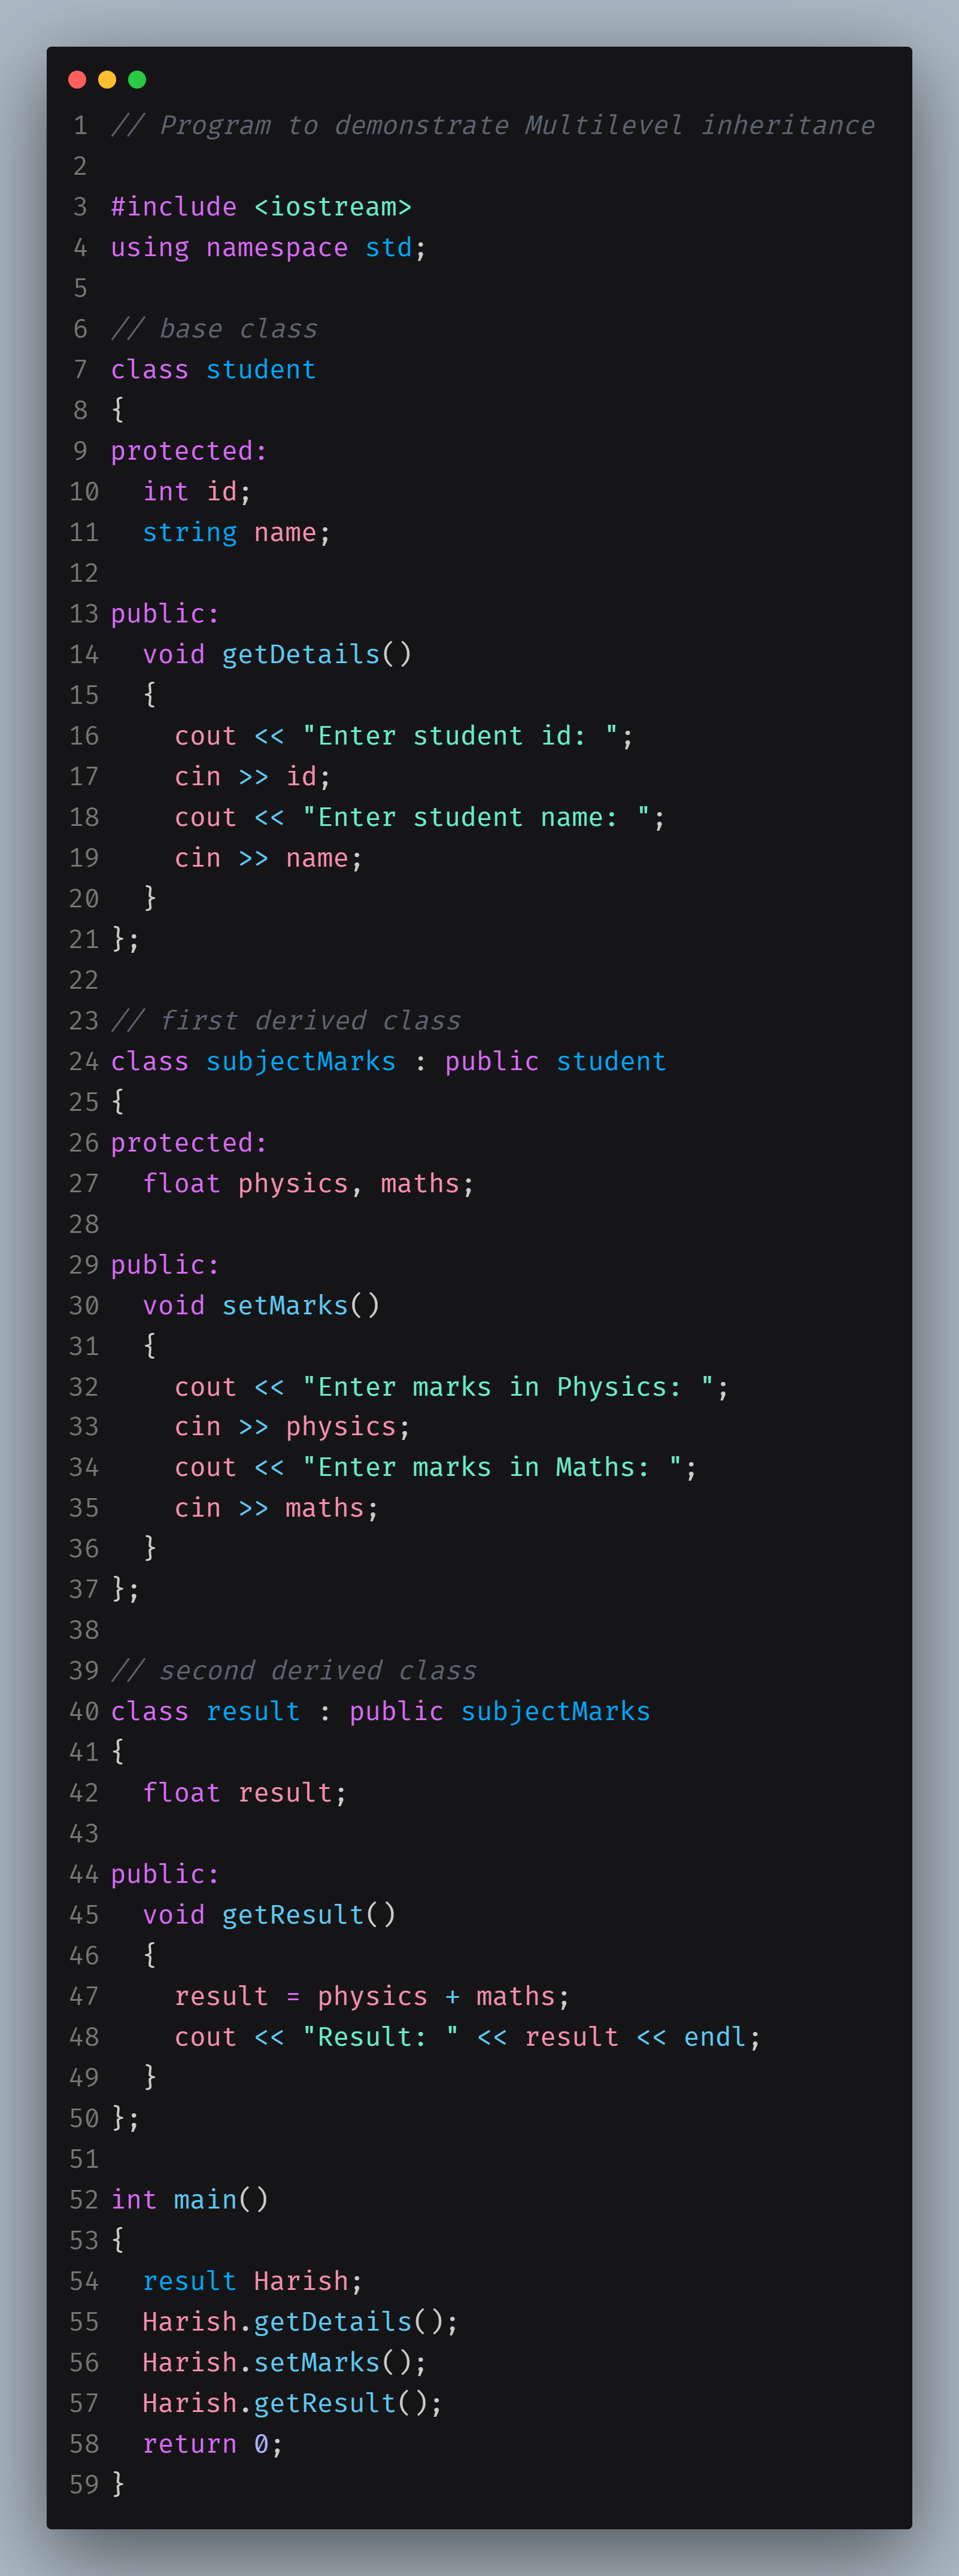 1 // Program to demonstrate Multilevel inheritance
2
3 #include <iostream>
4 using namespace std;
5
6 // base class
7 class student
8 {
9 protected:
10   int id;
11   string name;
12
13 public:
14   void getDetails()
15   {
16     cout << "Enter student id: ";
17     cin >> id;
18     cout << "Enter student name: ";
19     cin >> name;
20   }
21 };
22
23 // first derived class
24 class subjectMarks : public student
25 {
26 protected:
27   float physics, maths;
28
29 public:
30   void setMarks()
31   {
32     cout << "Enter marks in Physics: ";
33     cin >> physics;
34     cout << "Enter marks in Maths: ";
35     cin >> maths;
36   }
37 };
38
39 // second derived class
40 class result : public subjectMarks
41 {
42   float result;
43
44 public:
45   void getResult()
46   {
47     result = physics + maths;
48     cout << "Result: " << result << endl;
49   }
50 };
51
52 int main()
53 {
54   result Harish;
55   Harish.getDetails();
56   Harish.setMarks();
57   Harish.getResult();
58   return 0;
59 }